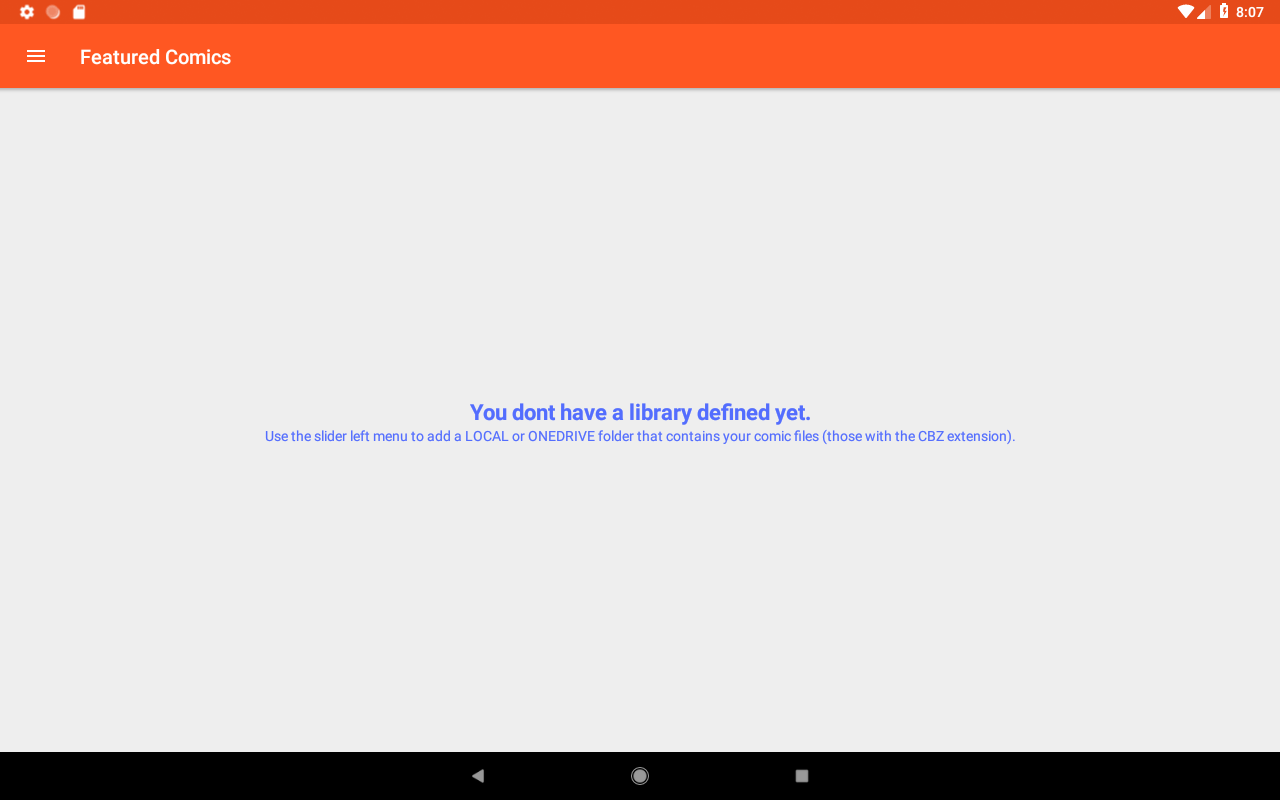 8:07
Featured Comics
You dont have a library defined yet.
Use the slider left menu to add a LOCAL or ONEDRIVE folder that contains your comic files (those with the CBZ extension).